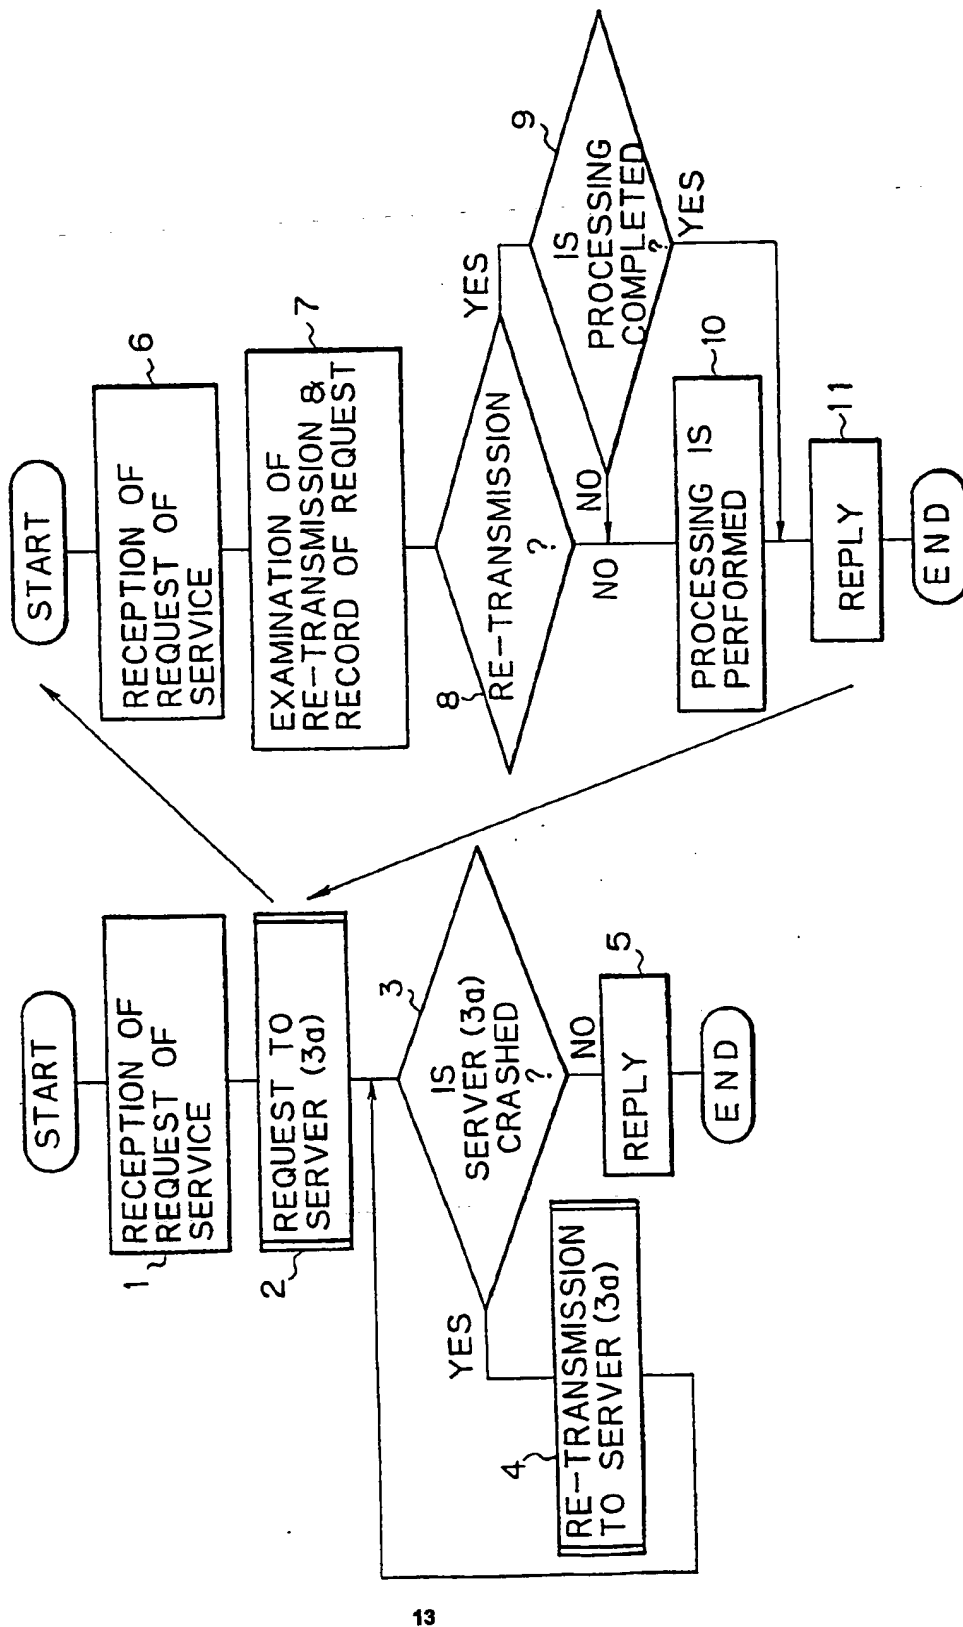 START
RECEPTION OF
REQUEST OF
SERVICE
1
REQUEST TO
SERVER (3a)
2
IS
SERVER (3a)
CRASHED
?
3
YES
NO
RE-TRANSMISSION
TO SERVER (3a)
4
REPLY
5
END
START
RECEPTION OF
REQUEST OF
SERVICE
6
EXAMINATION OF
RE-TRANSMISSION &
RECORD OF REQUEST
7
RE-TRANSMISSION
?
8
YES
NO
IS
PROCESSING
COMPLETED
?
9
NO
YES
PROCESSING IS
PERFORMED
10
REPLY
11
END
13